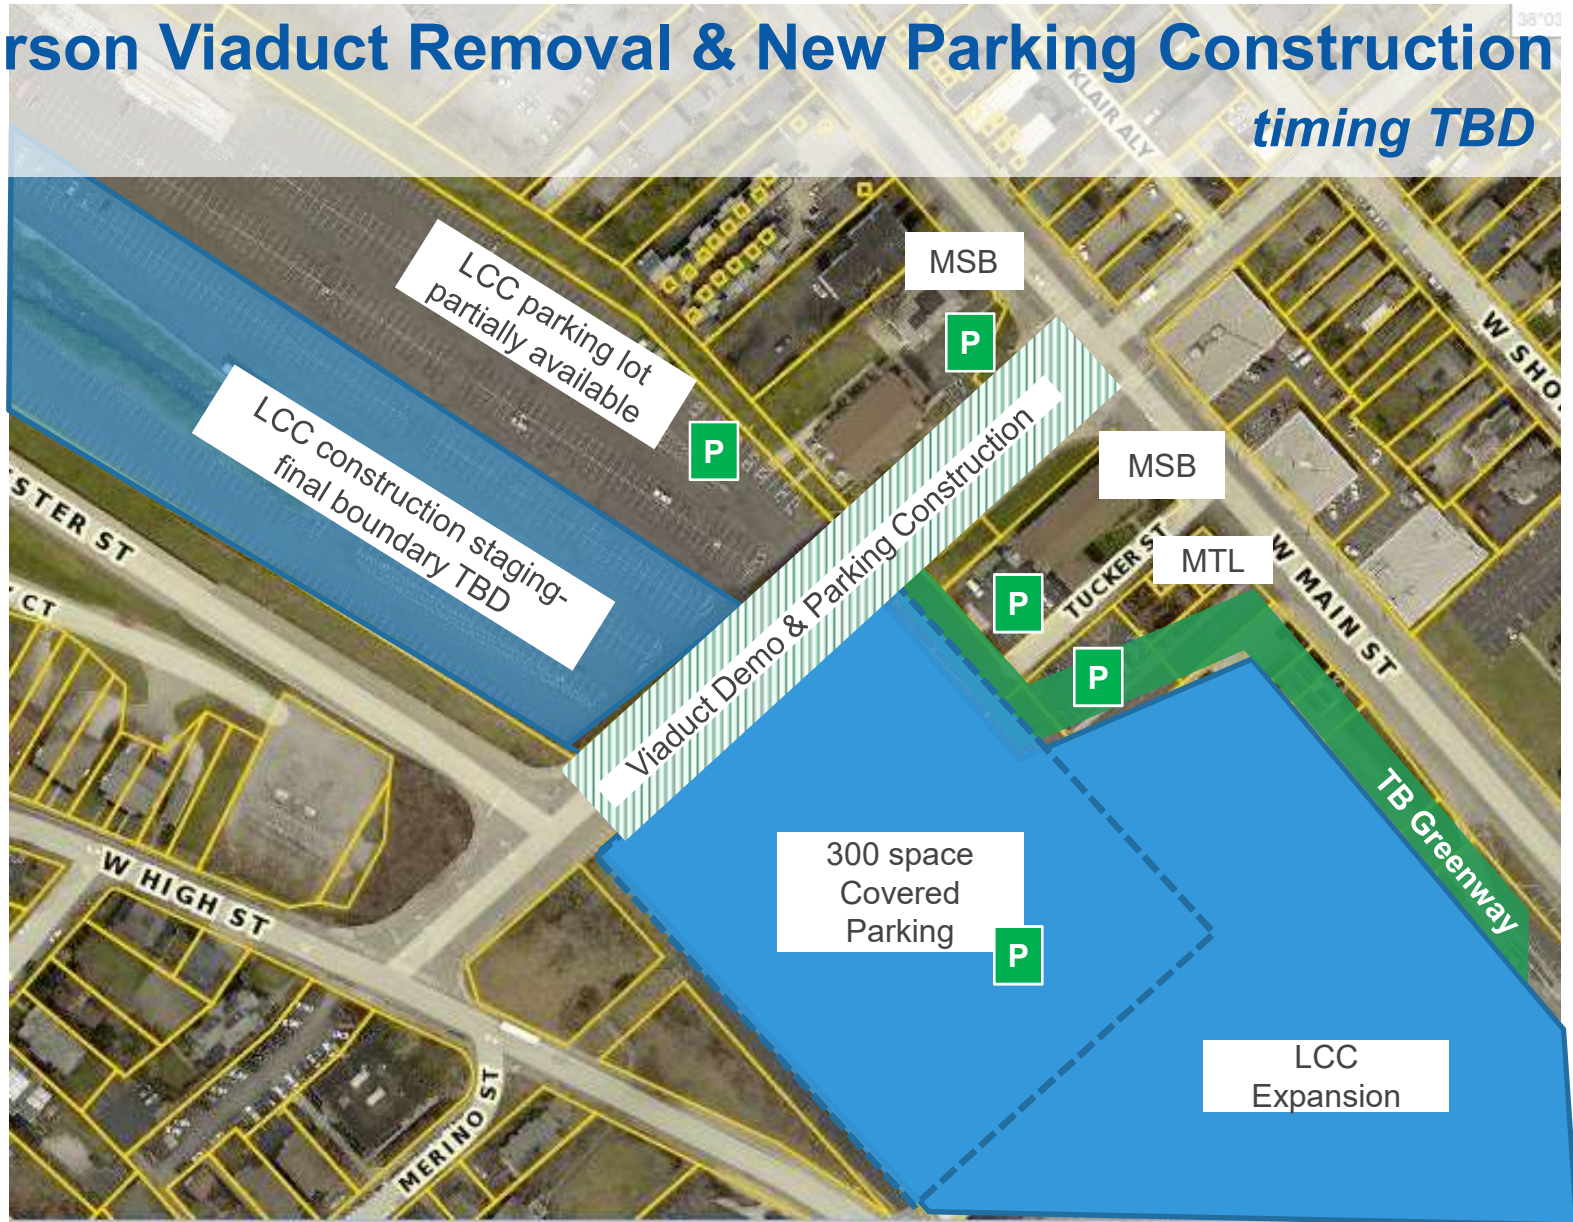 rson Viaduct Removal & New Parking Construction
timing TBD
KLAIR ALY
MSB
P
LCC parking lot
partially available
P
LCC construction staging-
final boundary TBD
Viaduct Demo & Parking Construction
MSB
MTL
P
P
TUCKER ST
W MAIN ST
W SHO
STER ST
CT
TB Greenway
300 space
Covered
Parking
P
W HIGH ST
LCC
Expansion
MERINO ST